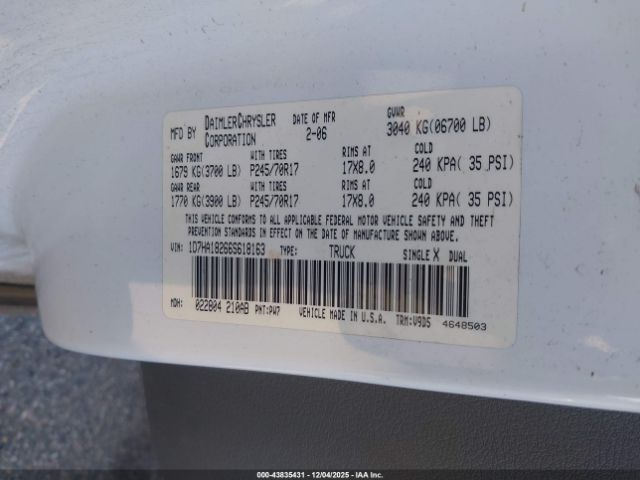 MFD BY DAIMLERCHRYSLER CORPORATION DATE OF MFR 2-06 GVWR 3040 KG(06700 LB)
GAWR FRONT WITH TIRES RIMS AT COLD
1679 KG(3700 LB) P245/70R17 17X8.0 240 KPA( 35 PSI)
GAWR REAR WITH TIRES RIMS AT COLD
1770 KG(3900 LB) P245/70R17 17X8.0 240 KPA( 35 PSI)
THIS VEHICLE CONFORMS TO ALL APPLICABLE FEDERAL MOTOR VEHICLE SAFETY AND THEFT
PREVENTION STANDARDS IN EFFECT ON THE DATE OF MANUFACTURE SHOWN ABOVE.
VIN: 1D7HA18266S618163 TYPE: TRUCK SINGLE X DUAL
MDH: 022804 210AB PNT:PW7 VEHICLE MADE IN U.S.A. TRM:V9D5 4648503
000-43835431 - 12/04/2025 - IAAI.COM